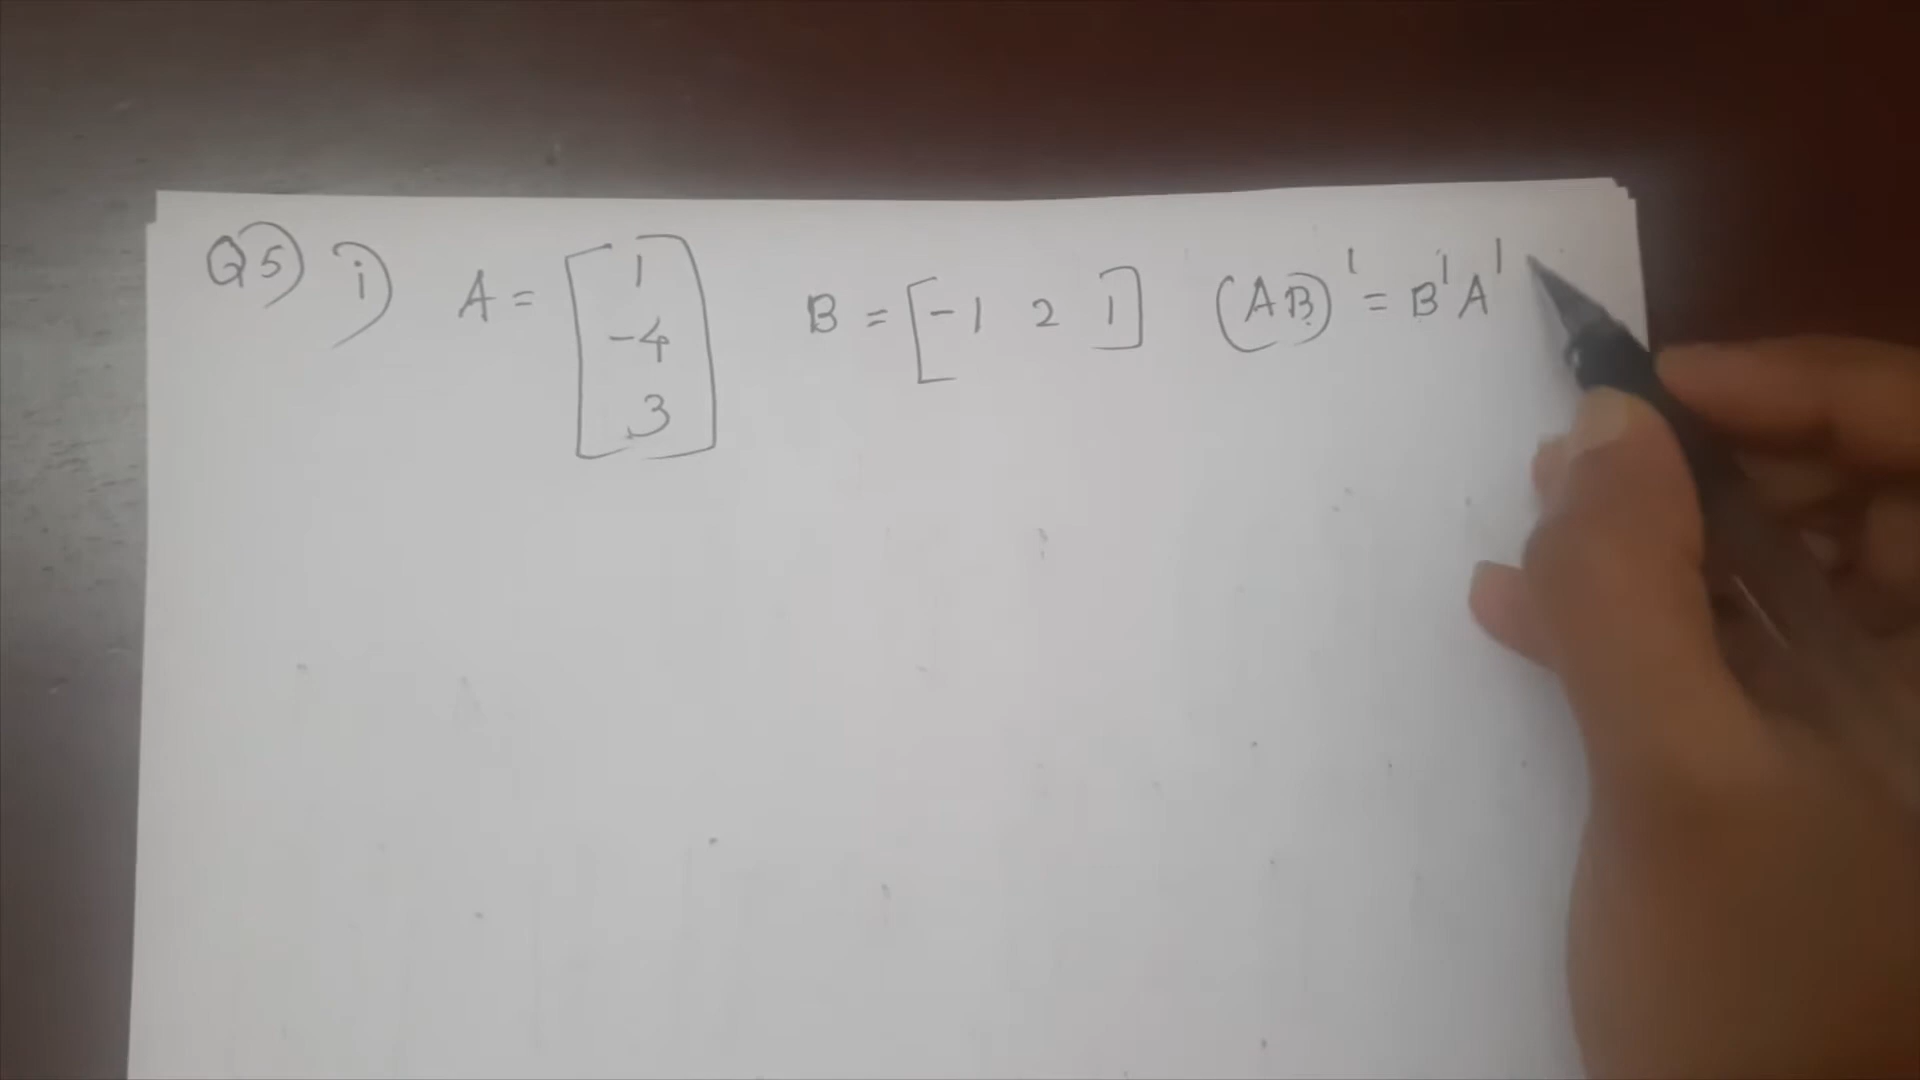 Q5) i) A = [1 -4 3] B = [-1 2 1] (AB)' = B'A'